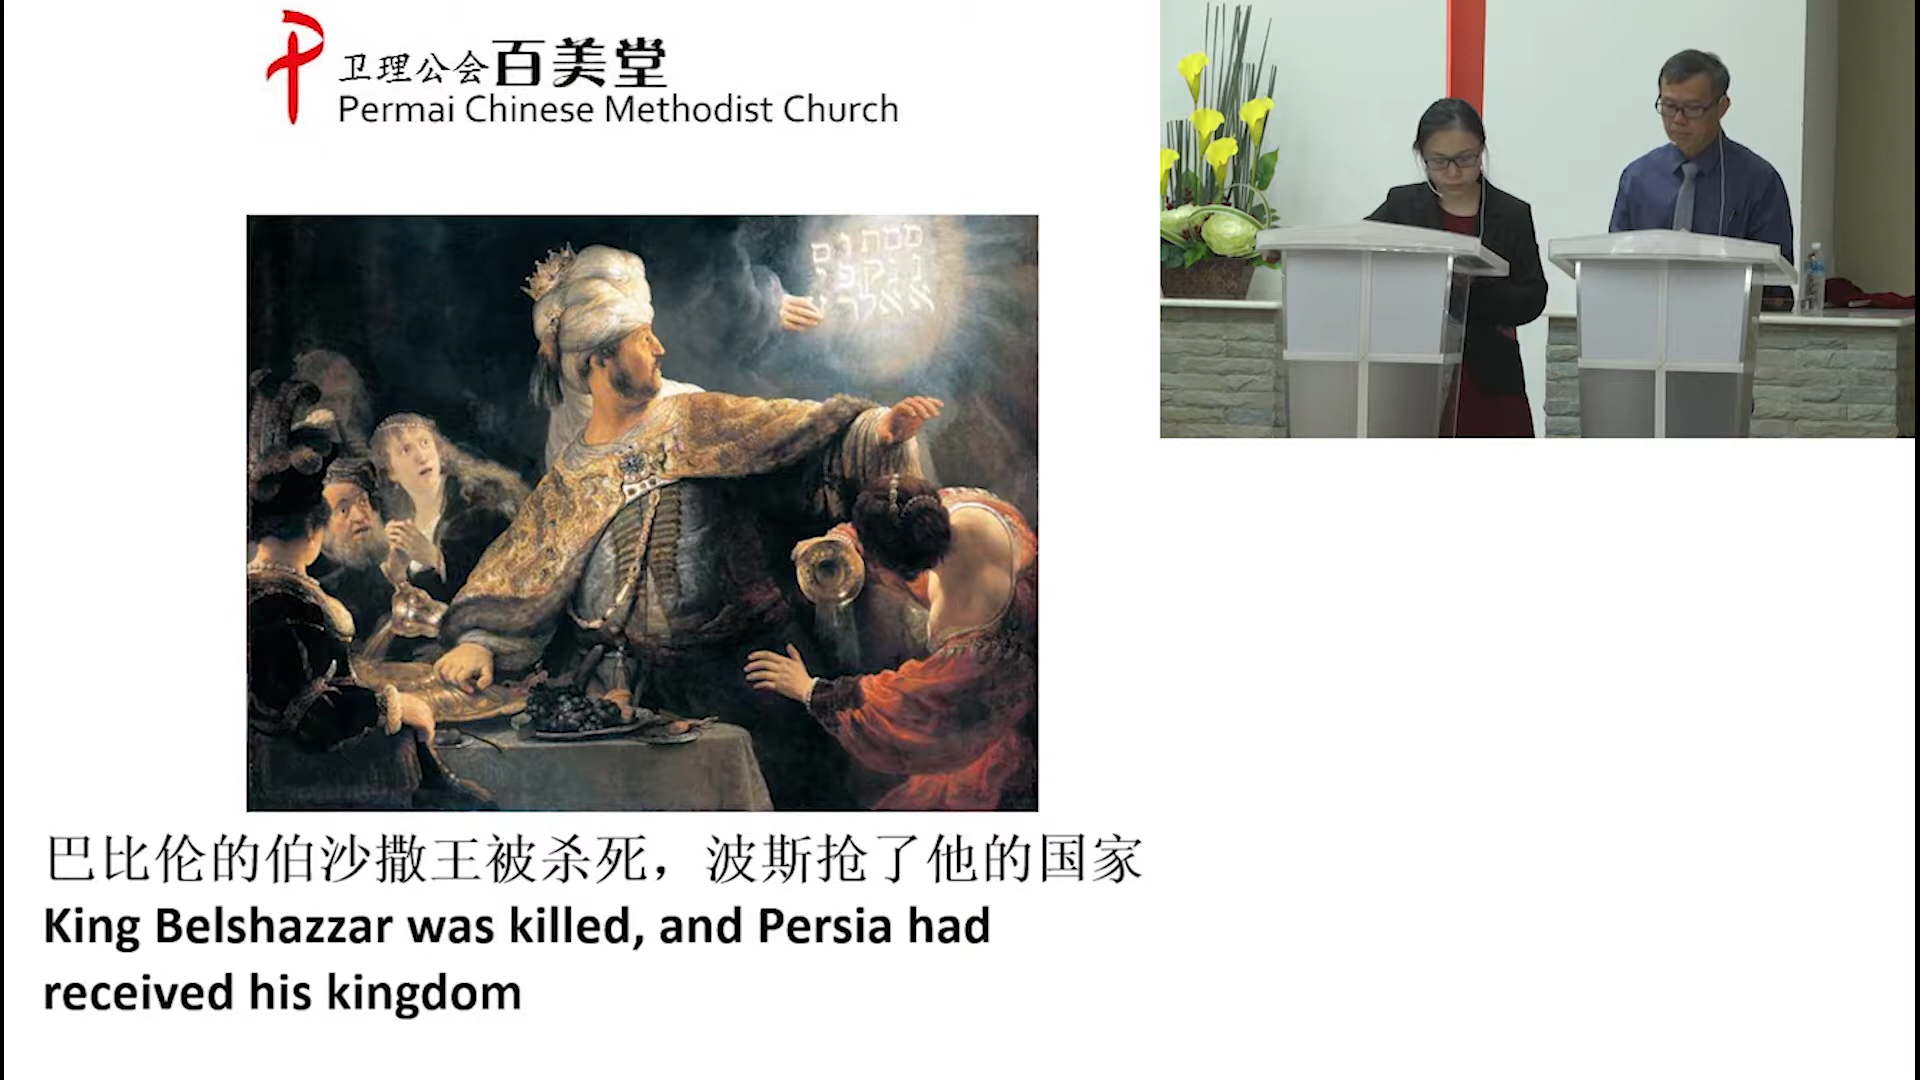 卫理公会百美堂
Permai Chinese Methodist Church
巴比伦的伯沙撒王被杀死，波斯抢了他的国家
King Belshazzar was killed, and Persia had
received his kingdom